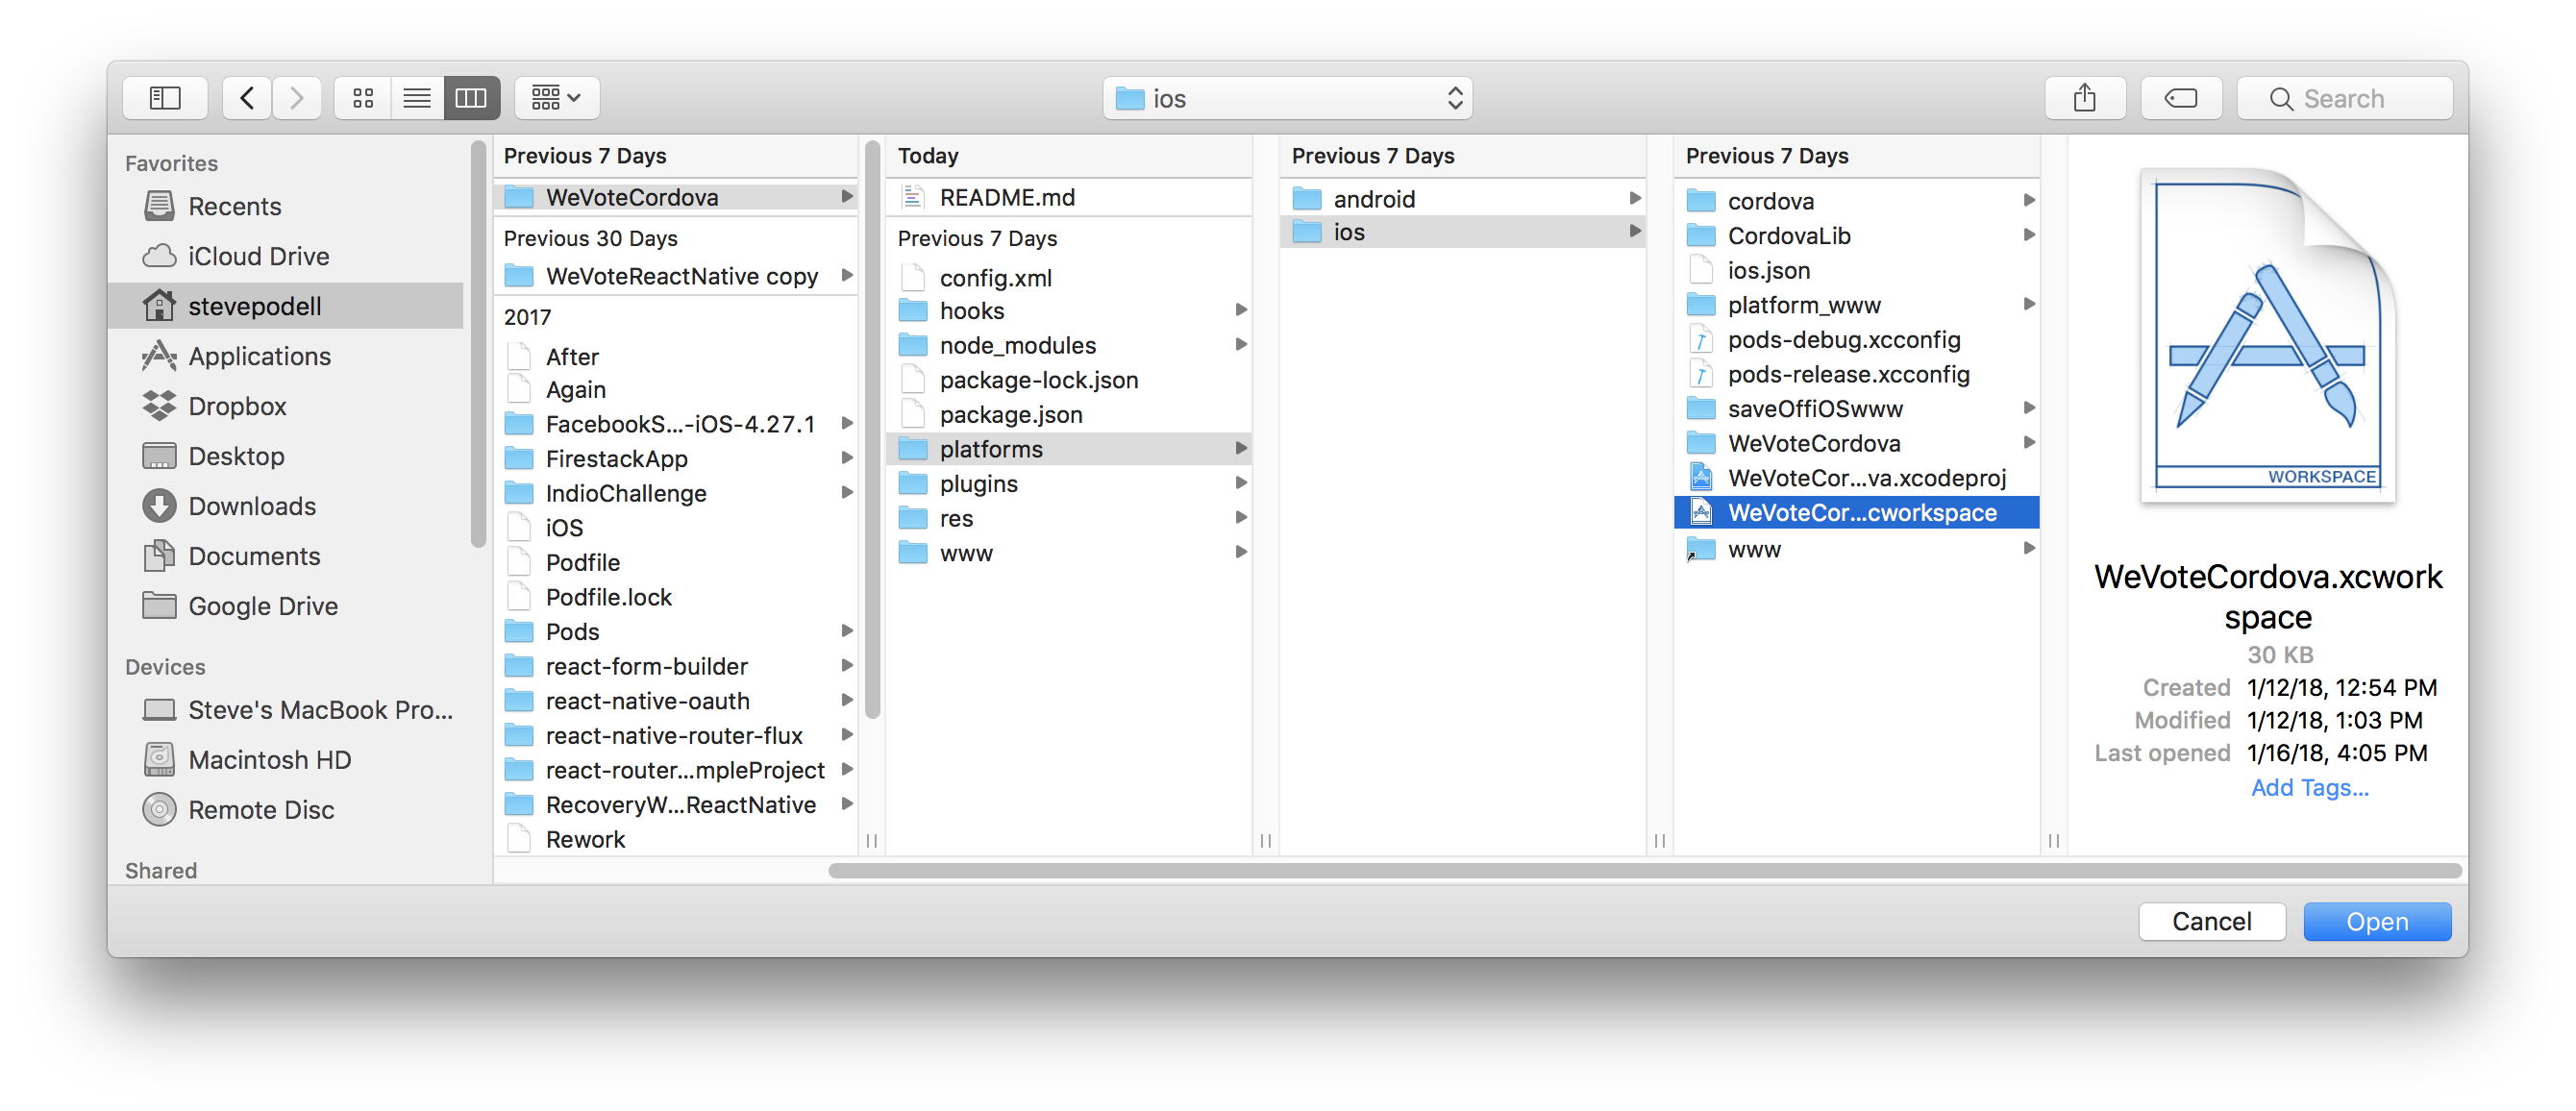 ios
Search
Favorites
Recents
iCloud Drive
stevepodell
Applications
Dropbox
Desktop
Downloads
Documents
Google Drive
Devices
Steve's MacBook Pro...
Macintosh HD
Remote Disc
Shared
Previous 7 Days
WeVoteCordova
Previous 30 Days
WeVoteReactNative copy
2017
After
Again
FacebookS...-iOS-4.27.1
FirestackApp
IndioChallenge
iOS
Podfile
Podfile.lock
Pods
react-form-builder
react-native-oauth
react-native-router-flux
react-router...mpleProject
RecoveryW...ReactNative
Rework
Today
README.md
Previous 7 Days
config.xml
hooks
node_modules
package-lock.json
package.json
platforms
plugins
res
www
Previous 7 Days
android
ios
Previous 7 Days
cordova
CordovaLib
ios.json
platform_www
pods-debug.xcconfig
pods-release.xcconfig
saveOffiOSwww
WeVoteCordova
WeVoteCor...va.xcodeproj
WeVoteCor...cworkspace
www
WORKSPACE
WeVoteCordova.xcwork
space
30 KB
Created 1/12/18, 12:54 PM
Modified 1/12/18, 1:03 PM
Last opened 1/16/18, 4:05 PM
Add Tags...
Cancel
Open